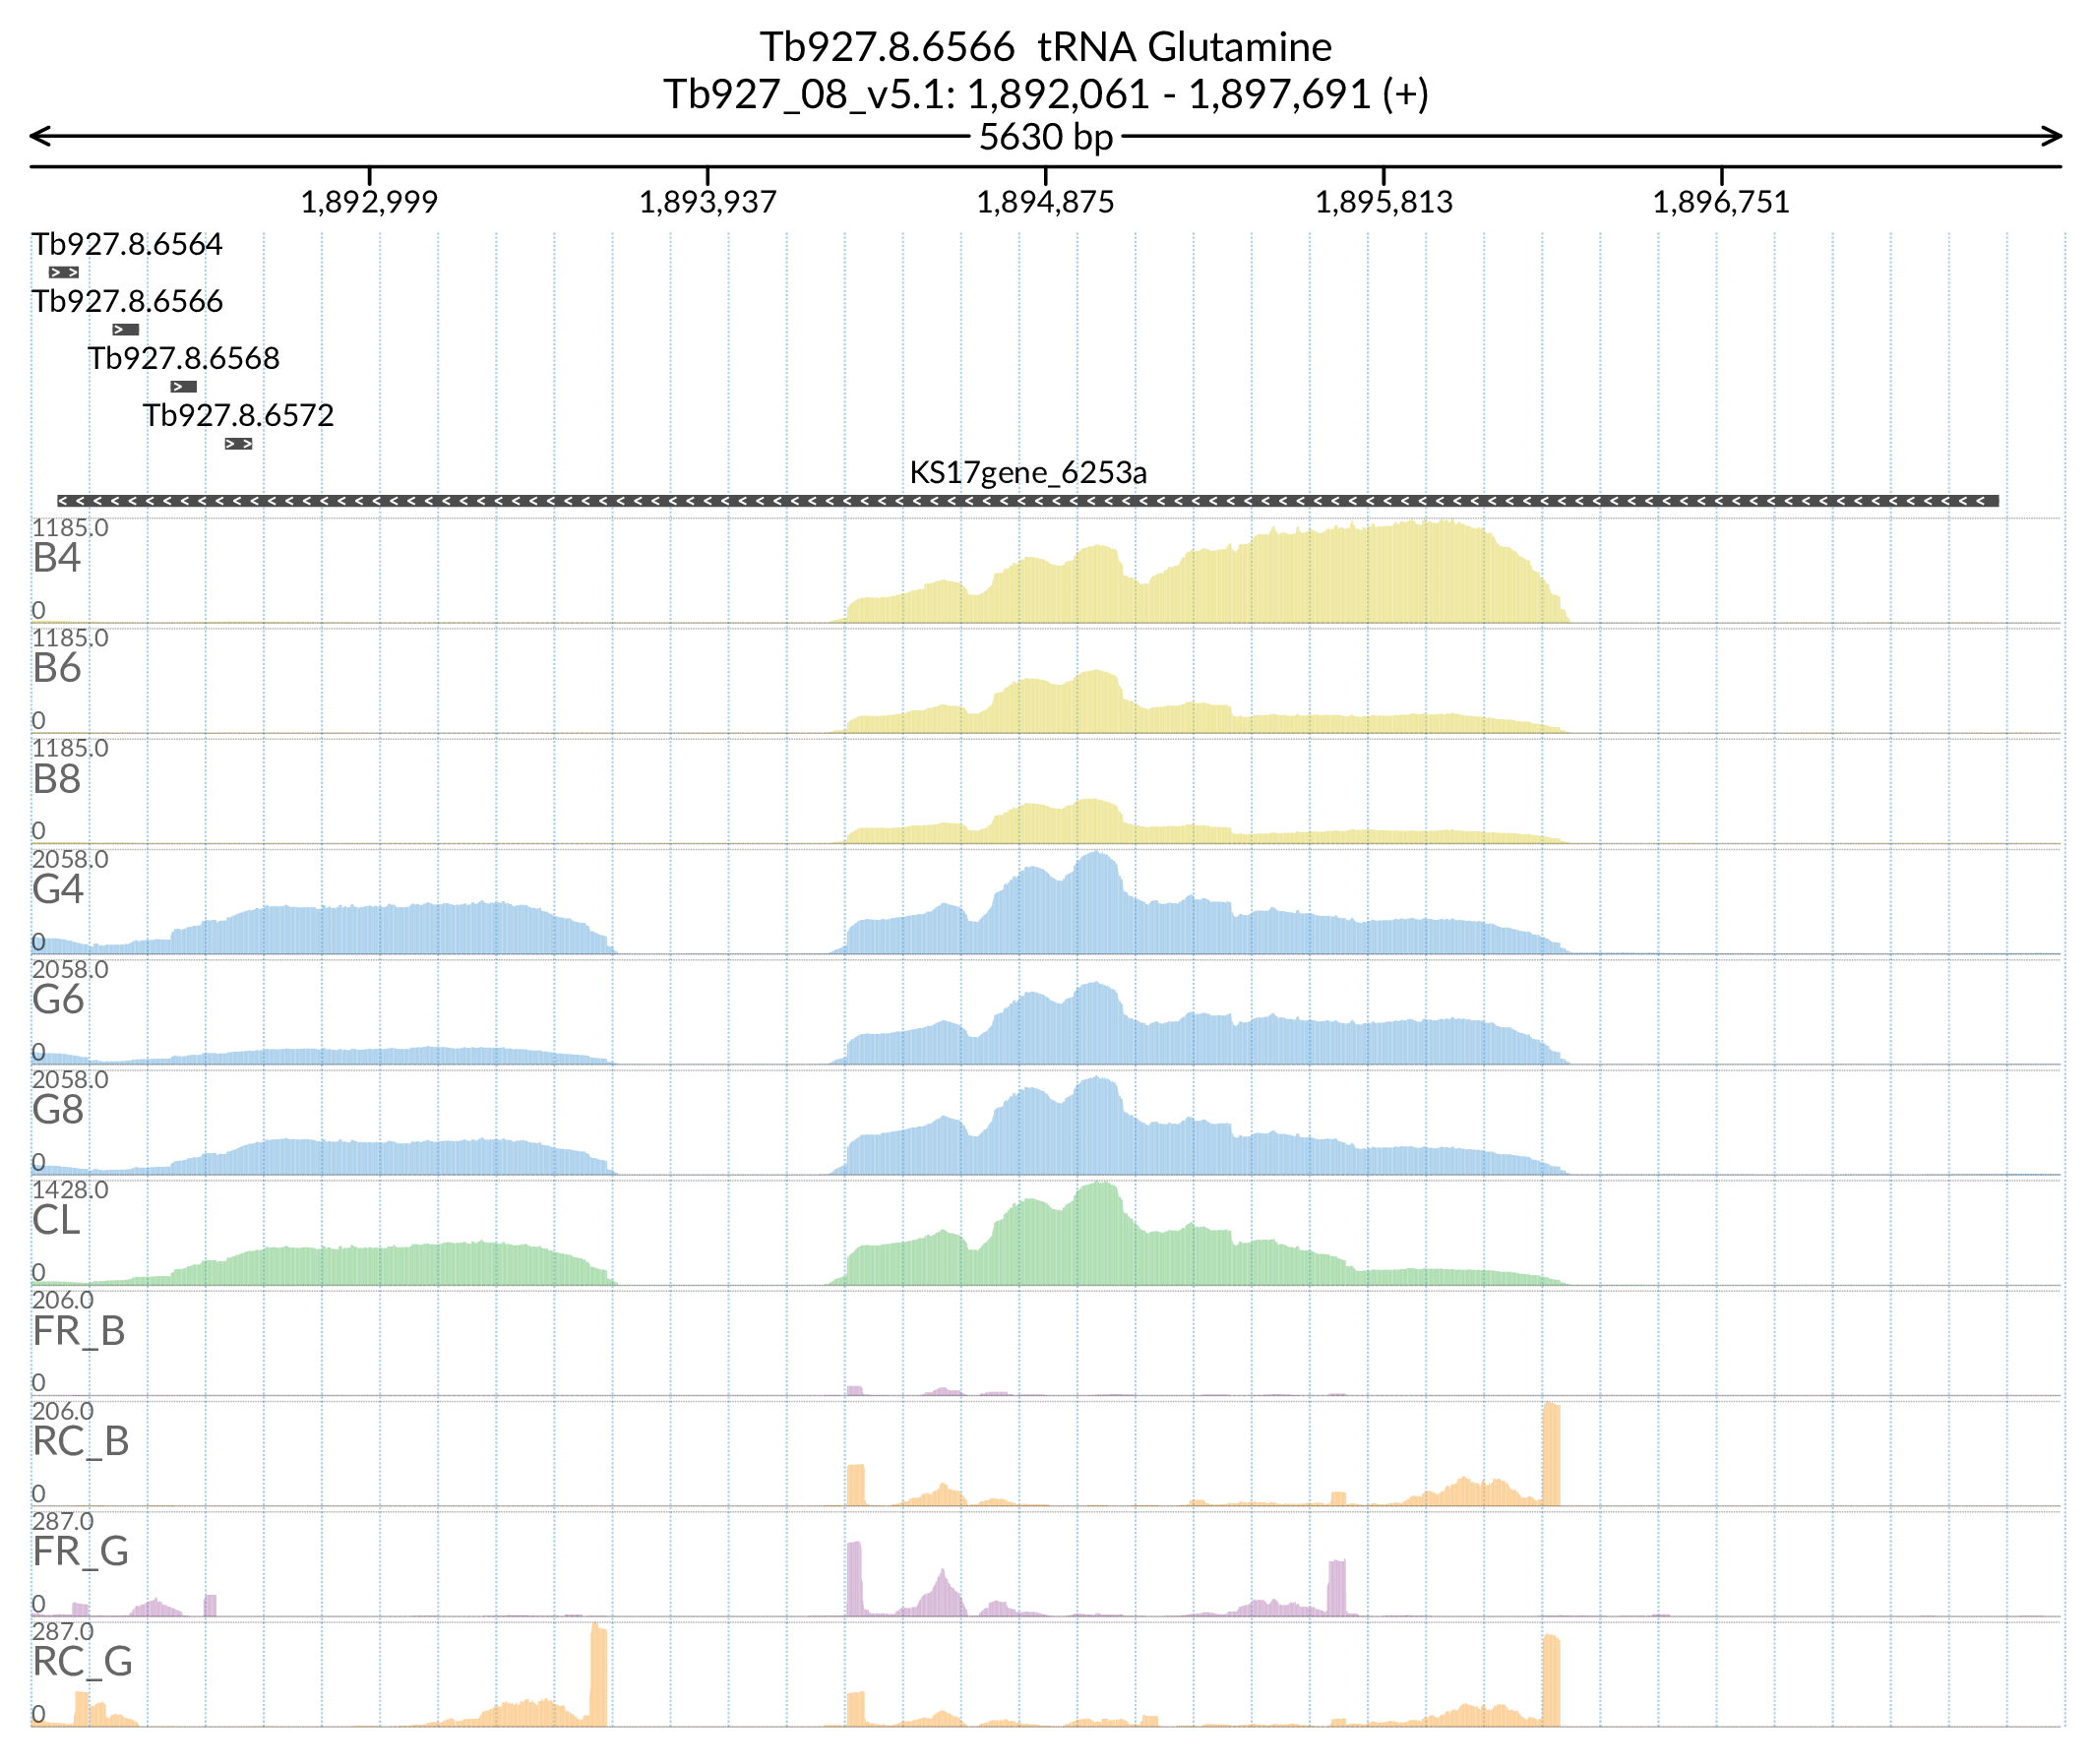 Tb927.8.6566 tRNA Glutamine
Tb927_08_v5.1: 1,892,061 - 1,897,691 (+)
5630 bp
1,892,999 1,893,937 1,894,875 1,895,813 1,896,751
Tb927.8.6564
Tb927.8.6566
Tb927.8.6568
Tb927.8.6572
KS17gene_6253a
1185.0
B4
0
1185.0
B6
0
1185.0
B8
0
2058.0
G4
0
2058.0
G6
0
2058.0
G8
0
1428.0
CL
0
206.0
FR_B
0
206.0
RC_B
0
287.0
FR_G
0
287.0
RC_G
0